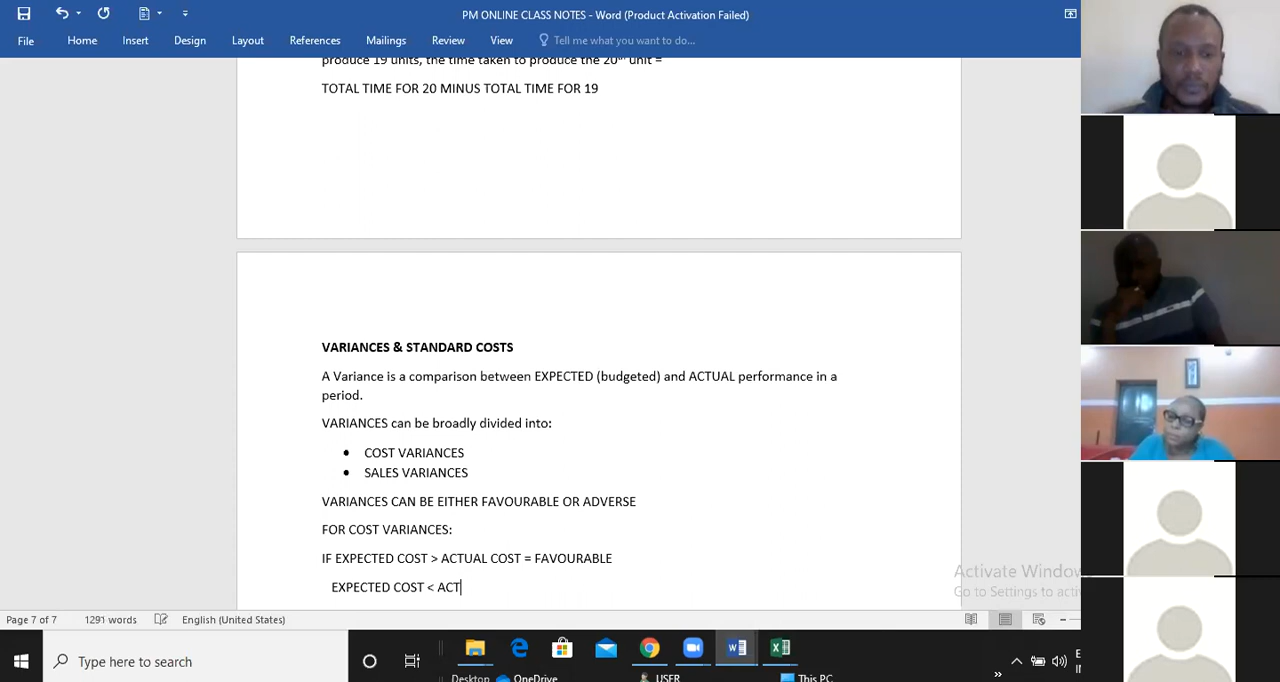 PM ONLINE CLASS NOTES - Word (Product Activation Failed)
File Home Insert Design Layout References Mailings Review View Tell me what you want to do...
produce 19 units, the time taken to produce the 20th unit =
TOTAL TIME FOR 20 MINUS TOTAL TIME FOR 19
VARIANCES & STANDARD COSTS
A Variance is a comparison between EXPECTED (budgeted) and ACTUAL performance in a
period.
VARIANCES can be broadly divided into:
• COST VARIANCES
• SALES VARIANCES
VARIANCES CAN BE EITHER FAVOURABLE OR ADVERSE
FOR COST VARIANCES:
IF EXPECTED COST > ACTUAL COST = FAVOURABLE
EXPECTED COST < ACT
Activate Window
Go to Settings to activ
Page 7 of 7 1291 words English (United States)
Type here to search
Desktop OneDrive USER This PC